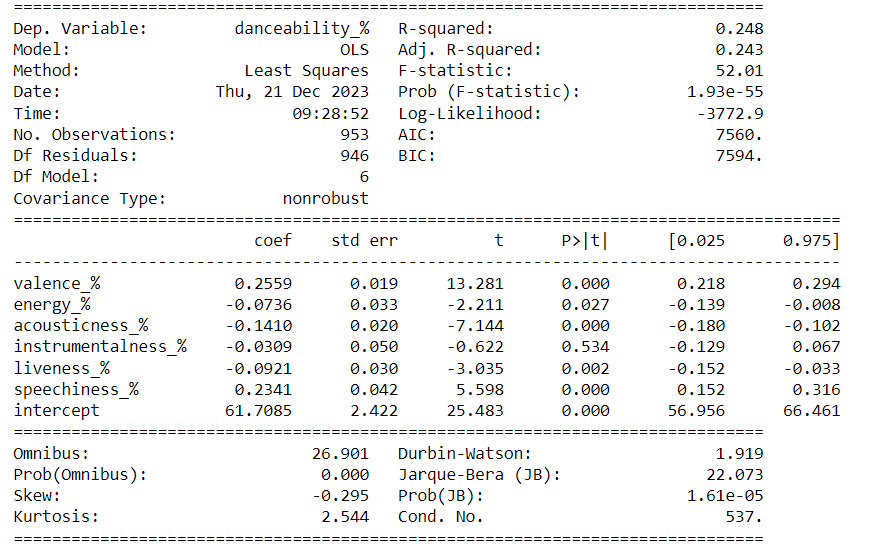 ==============================================================================
Dep. Variable:         danceability_%   R-squared:                       0.248
Model:                            OLS   Adj. R-squared:                  0.243
Method:                 Least Squares   F-statistic:                     52.01
Date:                Thu, 21 Dec 2023   Prob (F-statistic):           1.93e-55
Time:                        09:28:52   Log-Likelihood:                -3772.9
No. Observations:                 953   AIC:                             7560.
Df Residuals:                     946   BIC:                             7594.
Df Model:                           6
Covariance Type:            nonrobust
======================================================================================
                         coef    std err          t      P>|t|      [0.025      0.975]
--------------------------------------------------------------------------------------
valence_%              0.2559      0.019     13.281      0.000       0.218       0.294
energy_%              -0.0736      0.033     -2.211      0.027      -0.139      -0.008
acousticness_%        -0.1410      0.020     -7.144      0.000      -0.180      -0.102
instrumentalness_%    -0.0309      0.050     -0.622      0.534      -0.129       0.067
liveness_%            -0.0921      0.030     -3.035      0.002      -0.152      -0.033
speechiness_%          0.2341      0.042      5.598      0.000       0.152       0.316
intercept             61.7085      2.422     25.483      0.000      56.956      66.461
==============================================================================
Omnibus:                       26.901   Durbin-Watson:                   1.919
Prob(Omnibus):                  0.000   Jarque-Bera (JB):               22.073
Skew:                          -0.295   Prob(JB):                     1.61e-05
Kurtosis:                       2.544   Cond. No.                         537.
==============================================================================